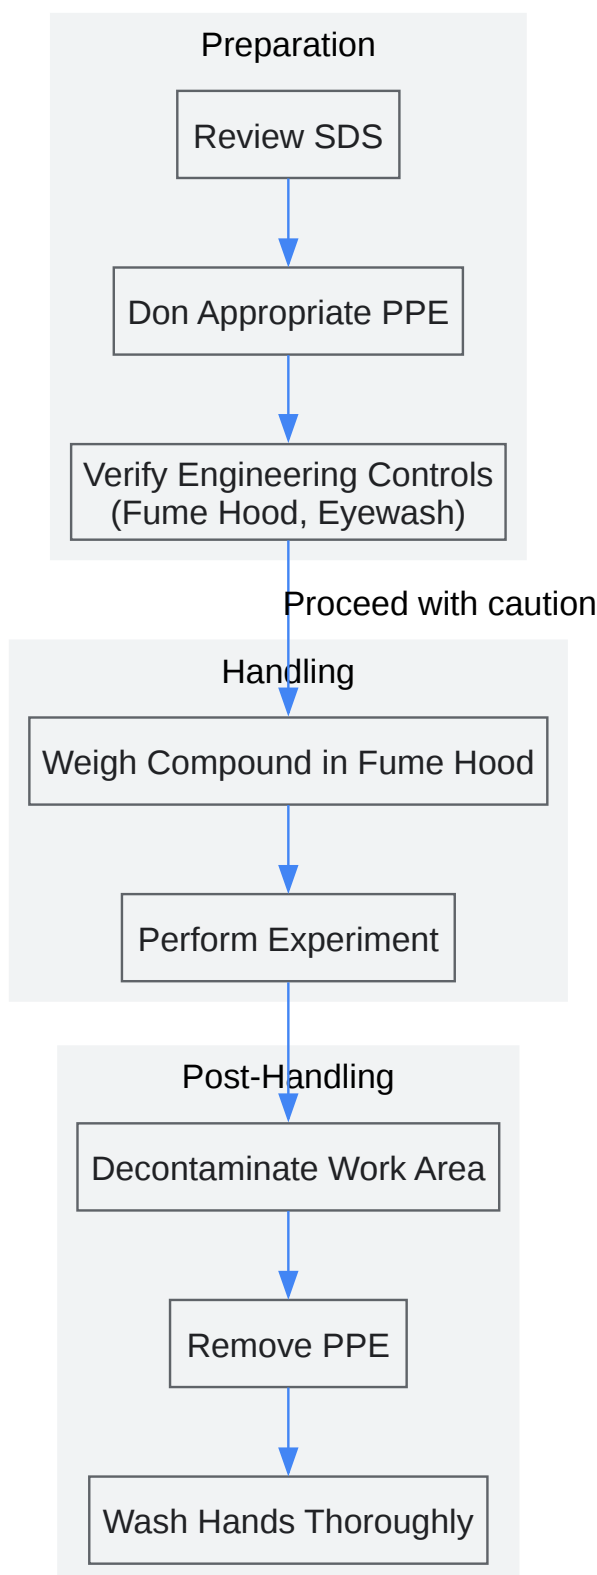 Preparation
Review SDS
Don Appropriate PPE
Verify Engineering Controls
(Fume Hood, Eyewash)
Proceed with caution
Handling
Weigh Compound in Fume Hood
Perform Experiment
Post-Handling
Decontaminate Work Area
Remove PPE
Wash Hands Thoroughly